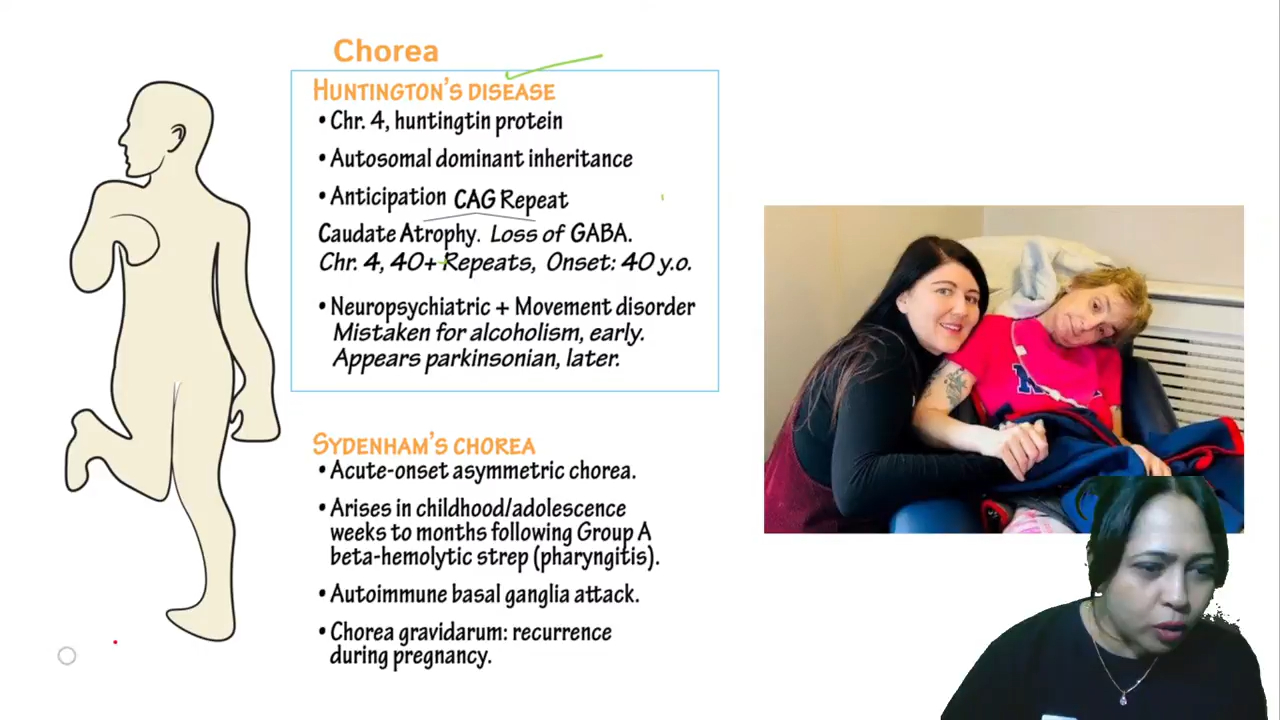 Chorea
HUNTINGTON'S DISEASE
• Chr. 4, huntingtin protein
• Autosomal dominant inheritance
• Anticipation CAG Repeat
Caudate Atrophy. Loss of GABA.
Chr. 4, 40+ Repeats, Onset: 40 y.o.
• Neuropsychiatric + Movement disorder
Mistaken for alcoholism, early.
Appears parkinsonian, later.
SYDENHAM'S CHOREA
• Acute-onset asymmetric chorea.
• Arises in childhood/adolescence
weeks to months following Group A
beta-hemolytic strep (pharyngitis).
• Autoimmune basal ganglia attack.
• Chorea gravidarum: recurrence
during pregnancy.